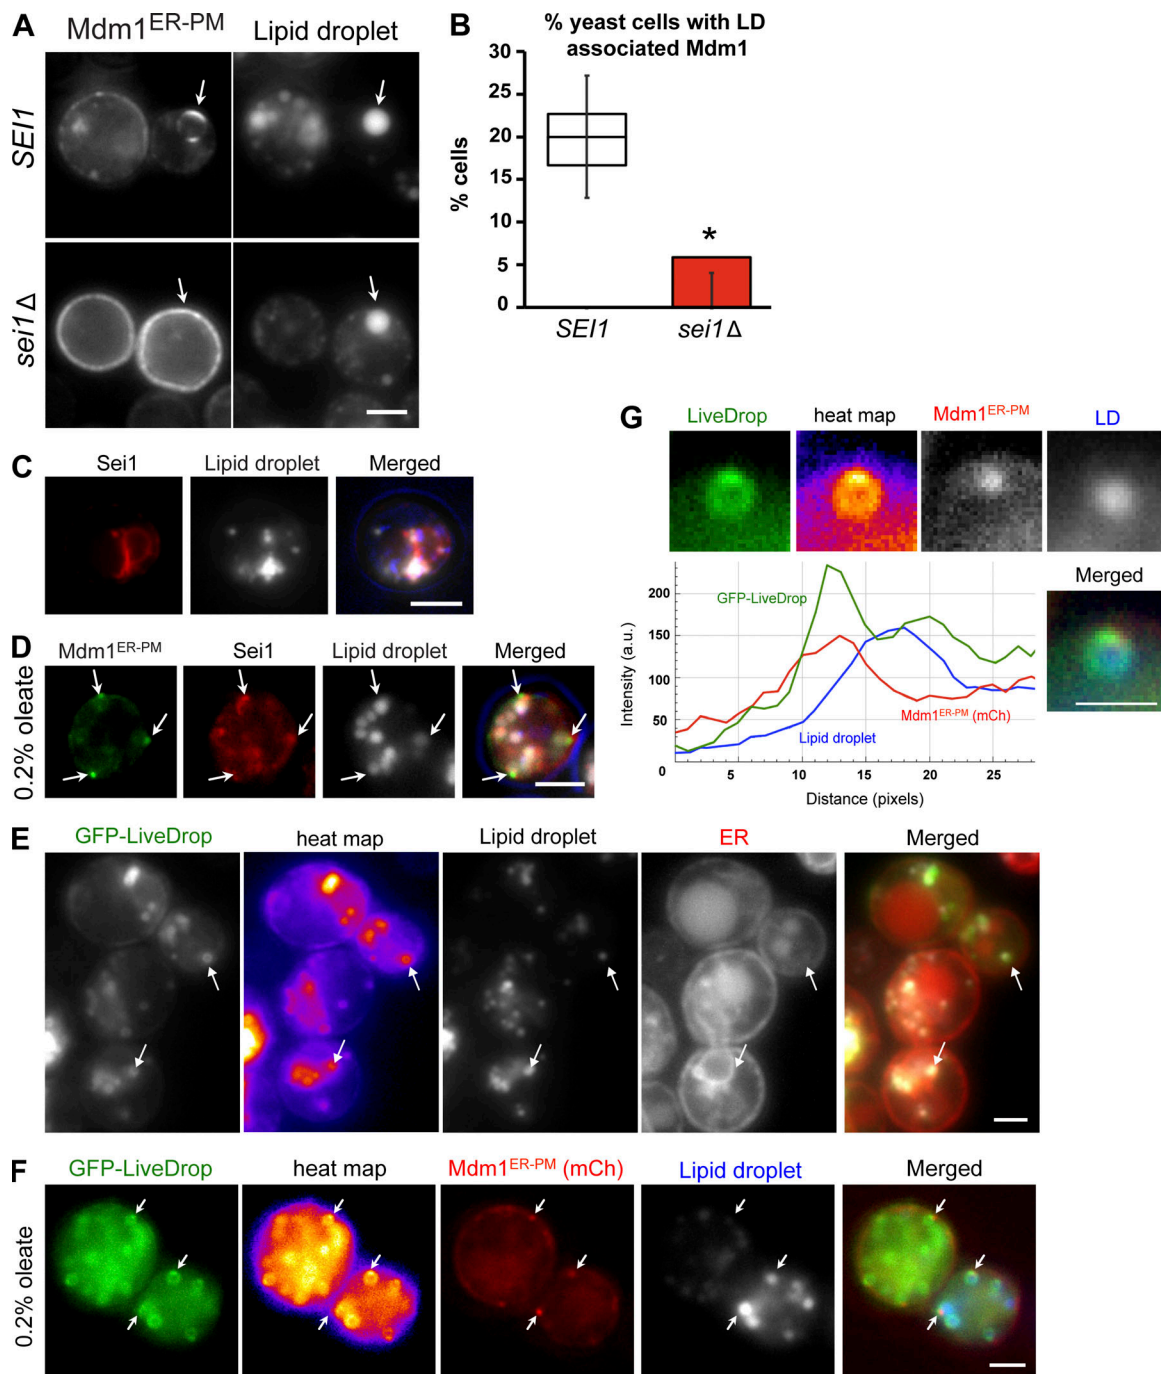 A
Mdm1ER-PM
Lipid droplet
SEI1
sei1Δ
B
% yeast cells with LD
associated Mdm1
% cells
30
25
20
15
10
5
0
*
SEI1
sei1Δ
C
Sei1
Lipid droplet
Merged
D
0.2% oleate
Mdm1ER-PM
Sei1
Lipid droplet
Merged
G
LiveDrop
heat map
Mdm1ER-PM
LD
Merged
Intensity (a.u.)
200
150
100
50
0
GFP-LiveDrop
Mdm1ER-PM (mCh)
Lipid droplet
5
10
15
20
25
Distance (pixels)
E
GFP-LiveDrop
heat map
Lipid droplet
ER
Merged
F
0.2% oleate
GFP-LiveDrop
heat map
Mdm1ER-PM (mCh)
Lipid droplet
Merged